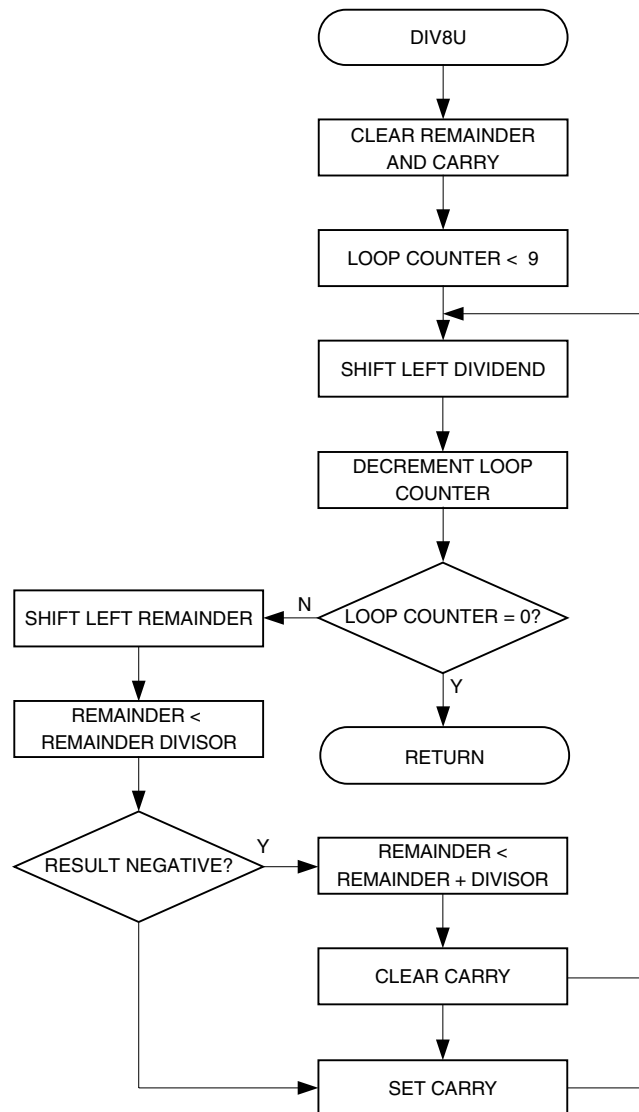 DIV8U
CLEAR REMAINDER
AND CARRY
LOOP COUNTER < 9
SHIFT LEFT DIVIDEND
DECREMENT LOOP
COUNTER
LOOP COUNTER = 0?
N
Y
SHIFT LEFT REMAINDER
REMAINDER <
REMAINDER DIVISOR
RETURN
RESULT NEGATIVE?
Y
REMAINDER <
REMAINDER + DIVISOR
CLEAR CARRY
SET CARRY